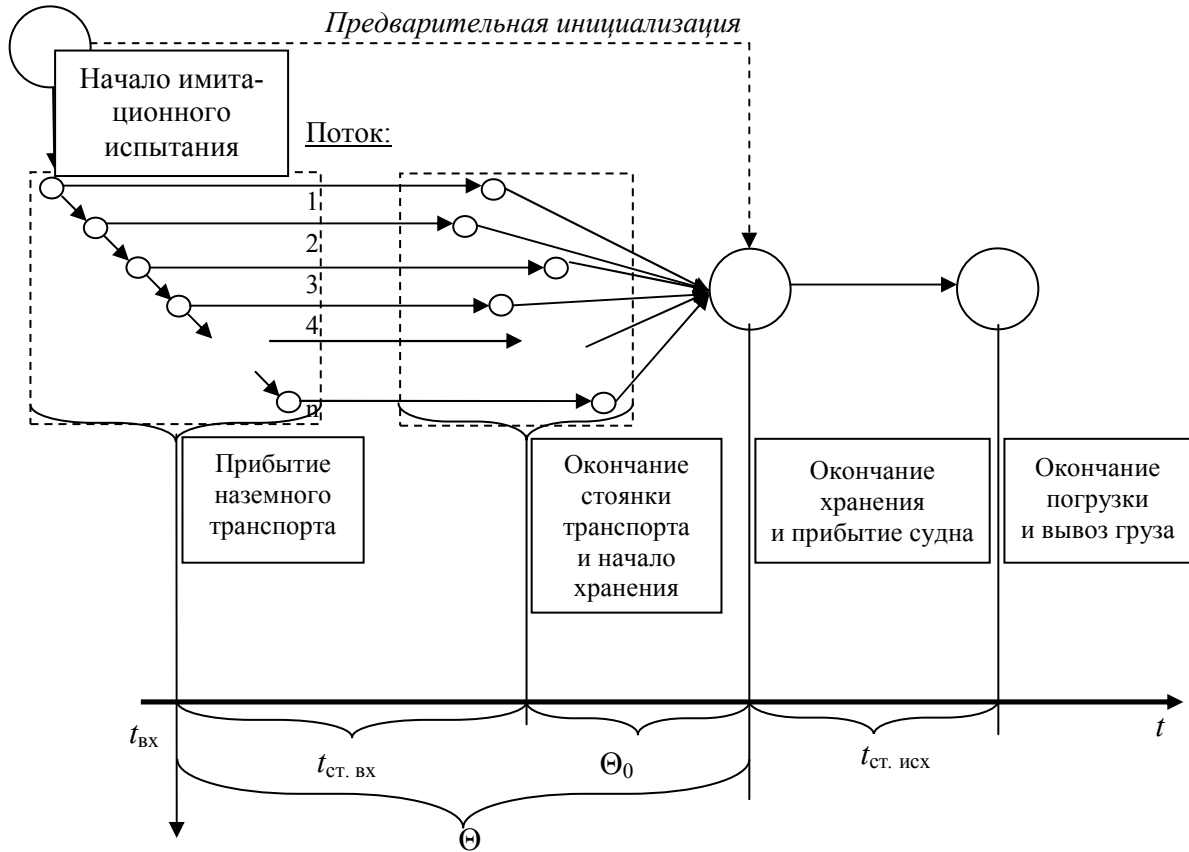 Предварительная инициализация
Начало имита-
ционного
испытания
Поток:
1
2
3
4
n
Прибытие
наземного
транспорта
Окончание
стоянки
транспорта
и начало
хранения
Окончание
хранения
и прибытие судна
Окончание
погрузки
и вывоз груза
tвх
tст. вх
Θ0
tст. исх
t
Θ